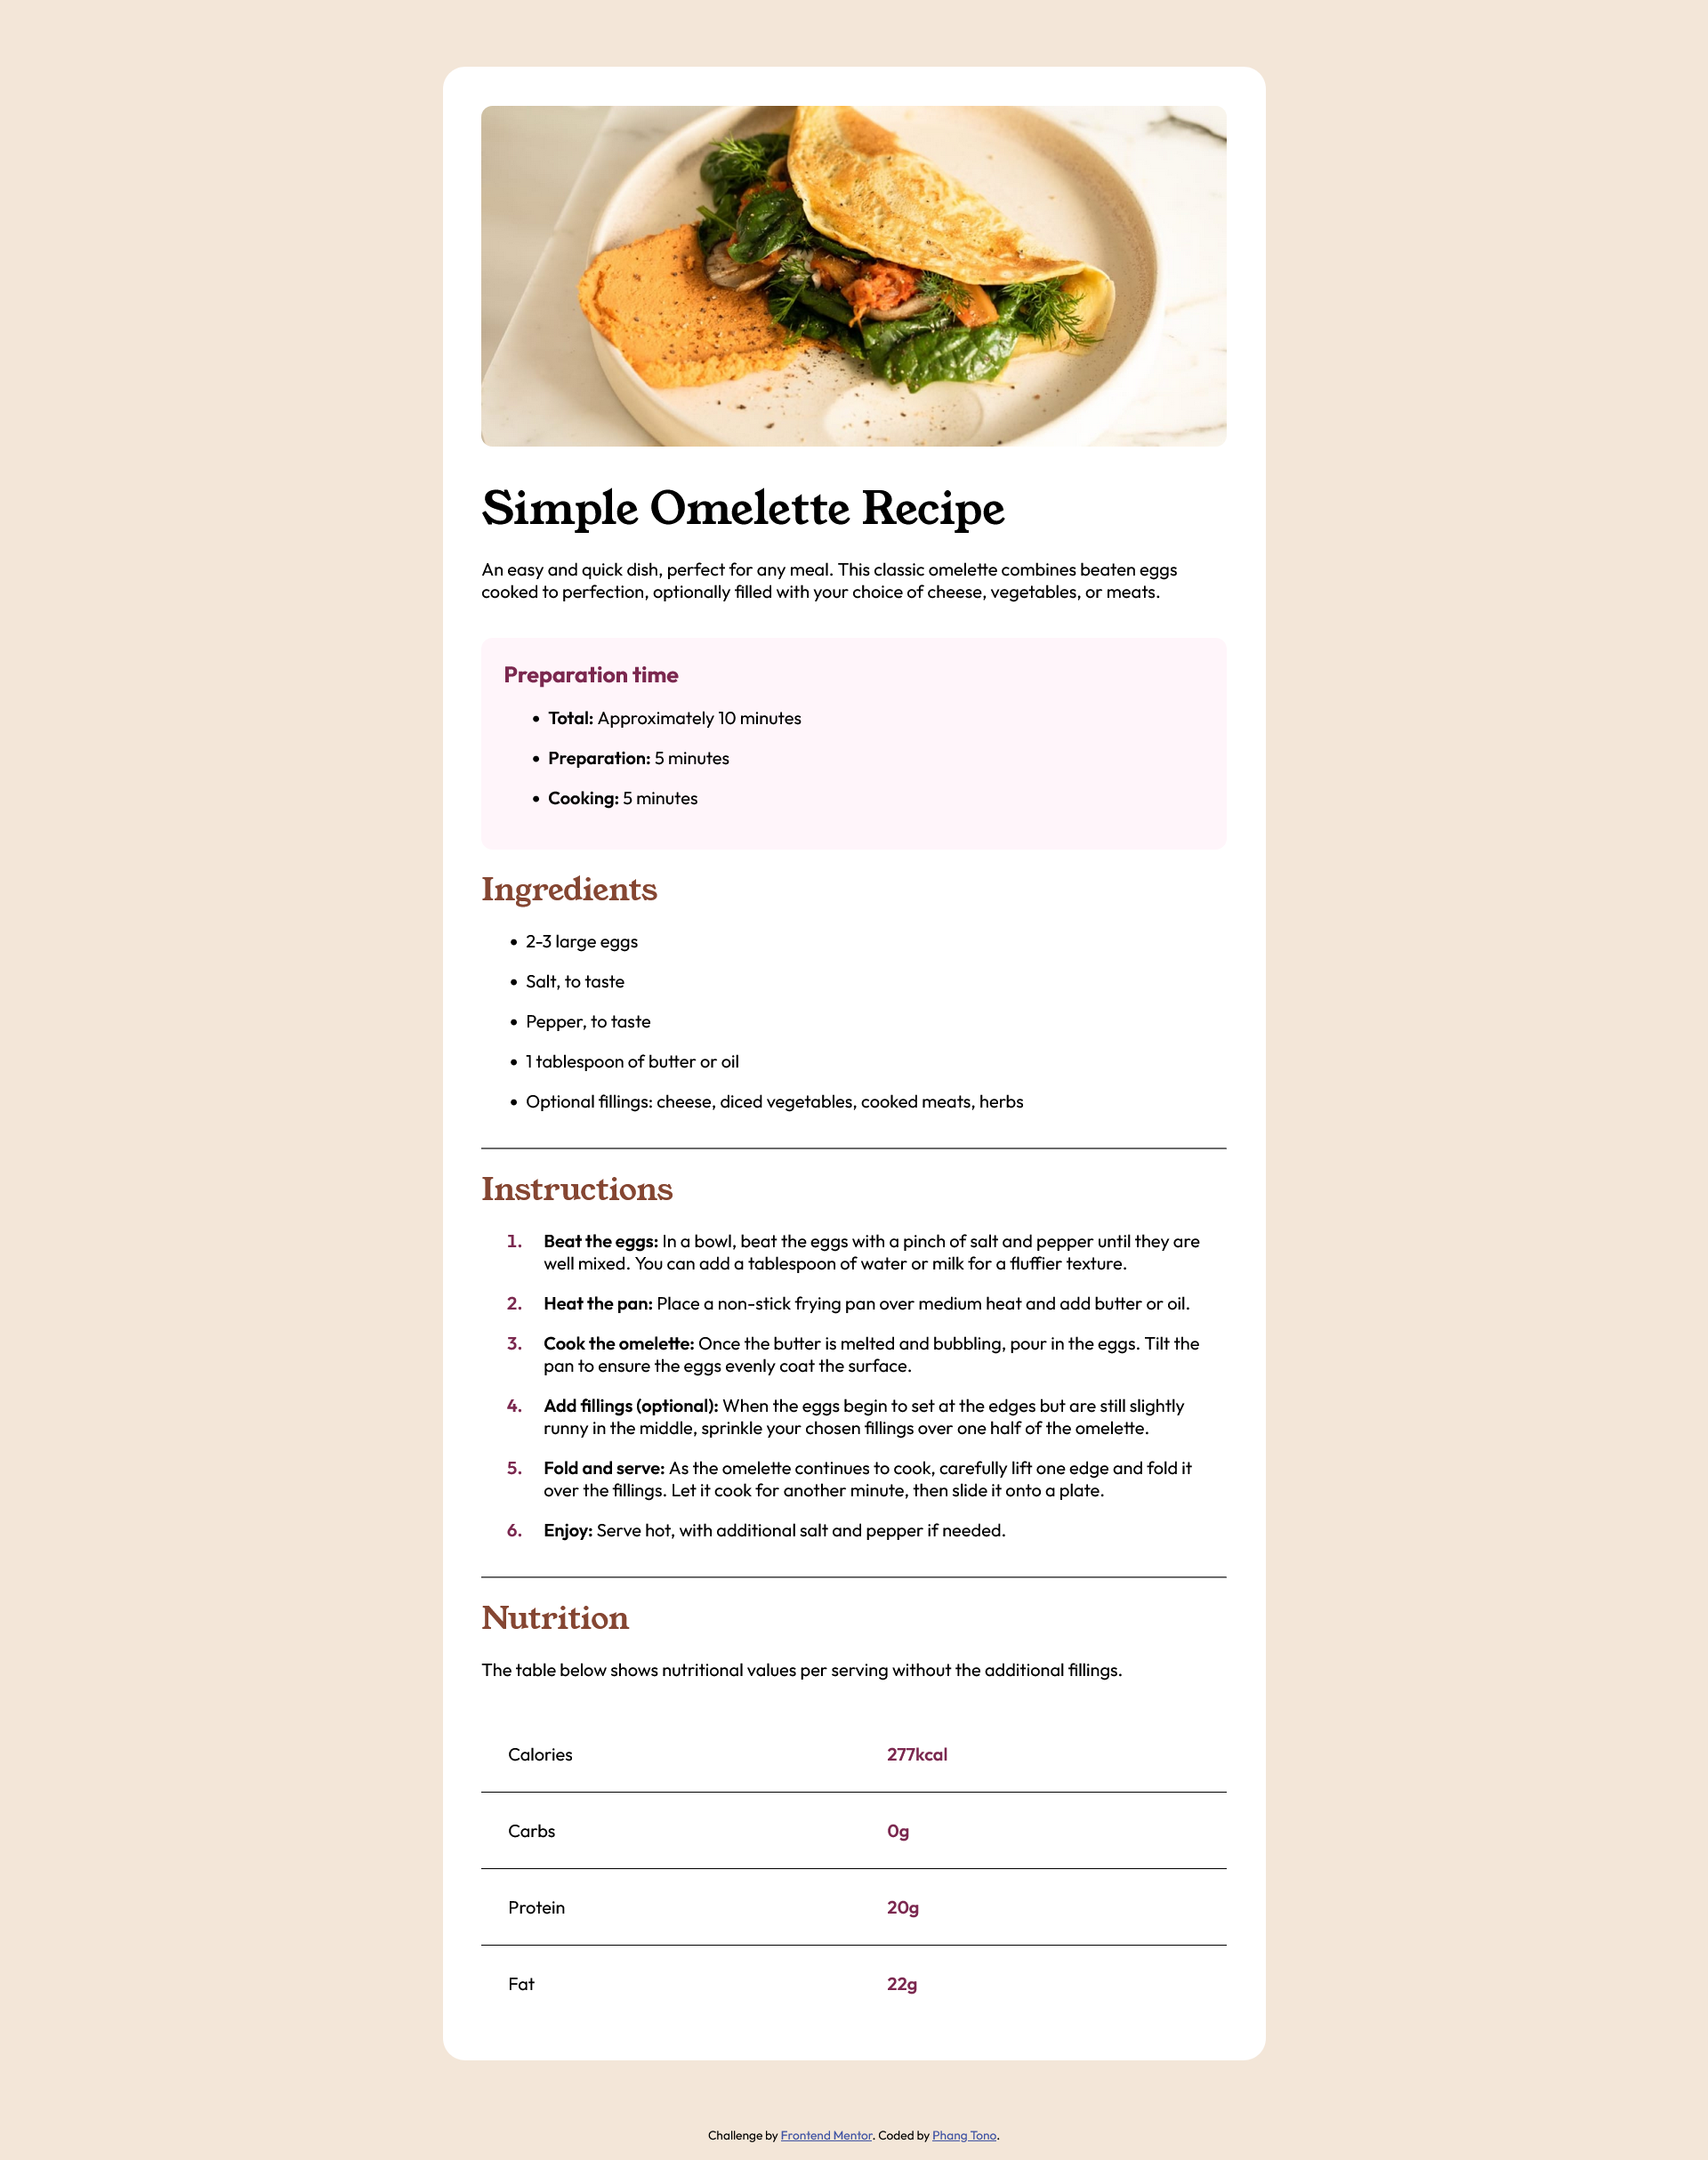 Simple Omelette Recipe
An easy and quick dish, perfect for any meal. This classic omelette combines beaten eggs
cooked to perfection, optionally filled with your choice of cheese, vegetables, or meats.
Preparation time
• Total: Approximately 10 minutes
• Preparation: 5 minutes
• Cooking: 5 minutes
Ingredients
• 2-3 large eggs
• Salt, to taste
• Pepper, to taste
• 1 tablespoon of butter or oil
• Optional fillings: cheese, diced vegetables, cooked meats, herbs
Instructions
1. Beat the eggs: In a bowl, beat the eggs with a pinch of salt and pepper until they are
well mixed. You can add a tablespoon of water or milk for a fluffier texture.
2. Heat the pan: Place a non-stick frying pan over medium heat and add butter or oil.
3. Cook the omelette: Once the butter is melted and bubbling, pour in the eggs. Tilt the
pan to ensure the eggs evenly coat the surface.
4. Add fillings (optional): When the eggs begin to set at the edges but are still slightly
runny in the middle, sprinkle your chosen fillings over one half of the omelette.
5. Fold and serve: As the omelette continues to cook, carefully lift one edge and fold it
over the fillings. Let it cook for another minute, then slide it onto a plate.
6. Enjoy: Serve hot, with additional salt and pepper if needed.
Nutrition
The table below shows nutritional values per serving without the additional fillings.
Calories 277kcal
Carbs 0g
Protein 20g
Fat 22g
Challenge by Frontend Mentor. Coded by Phang Tono.